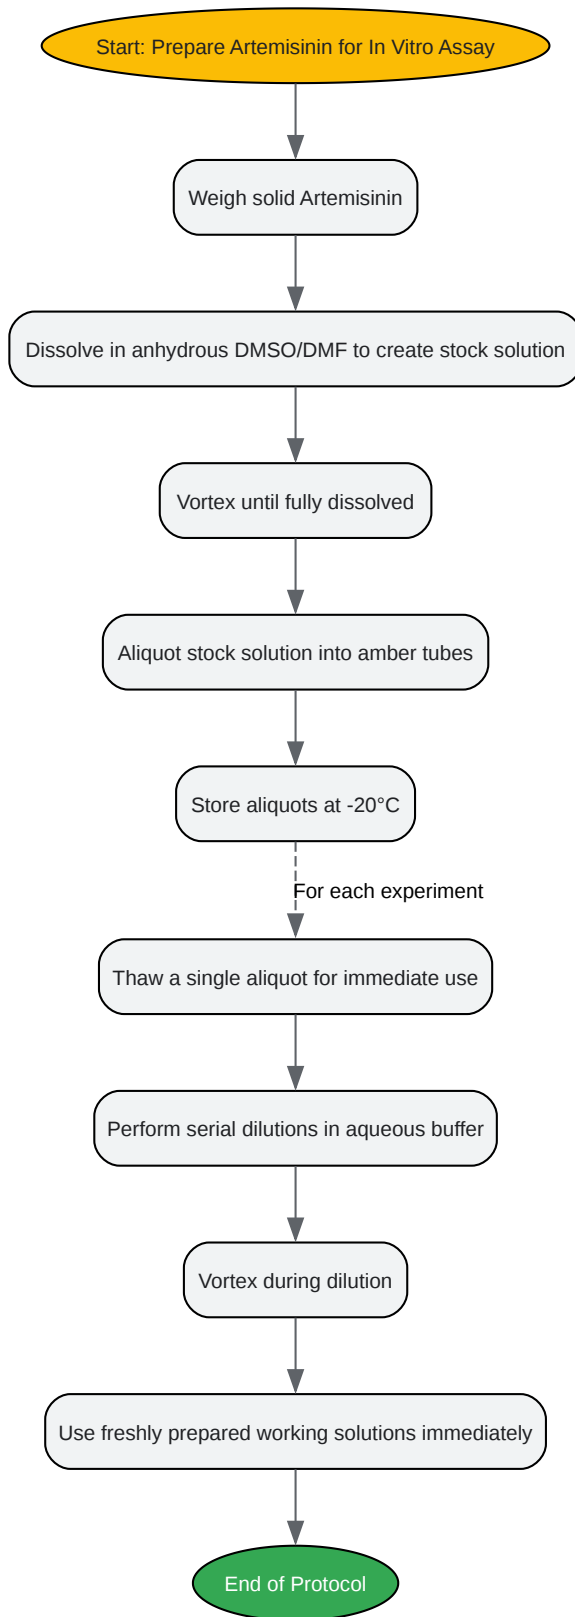 Start: Prepare Artemisinin for In Vitro Assay
Weigh solid Artemisinin
Dissolve in anhydrous DMSO/DMF to create stock solution
Vortex until fully dissolved
Aliquot stock solution into amber tubes
Store aliquots at -20°C
For each experiment
Thaw a single aliquot for immediate use
Perform serial dilutions in aqueous buffer
Vortex during dilution
Use freshly prepared working solutions immediately
End of Protocol